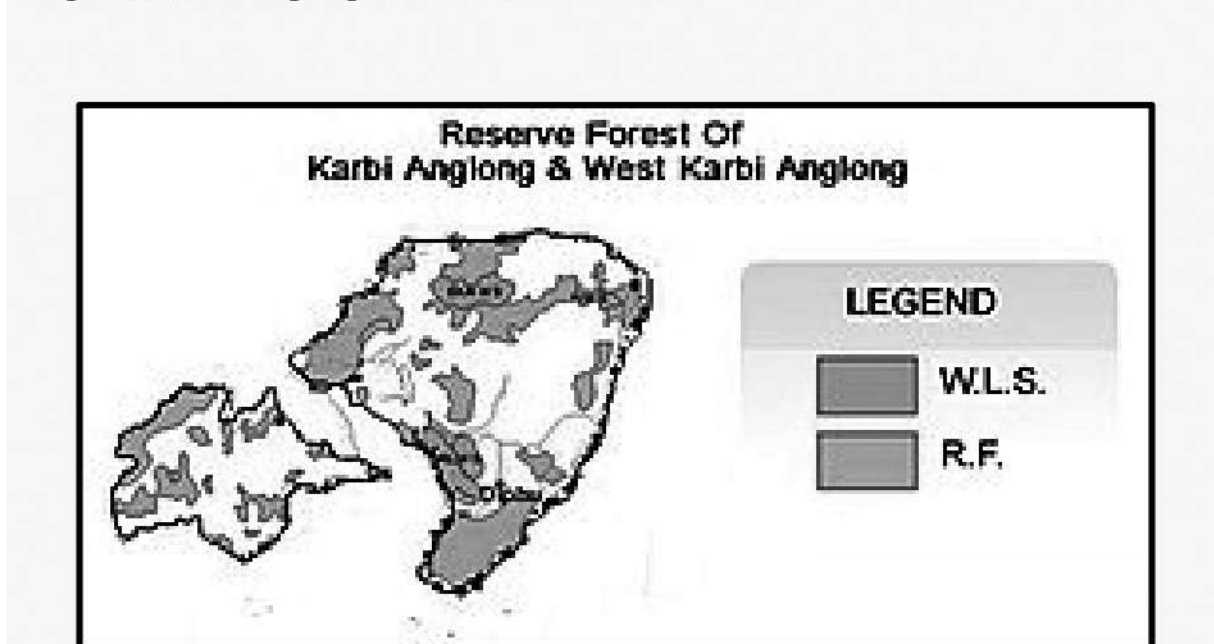 Reserve Forest Of
Karbi Anglong & West Karbi Anglong
LEGEND
W.L.S.
R.F.